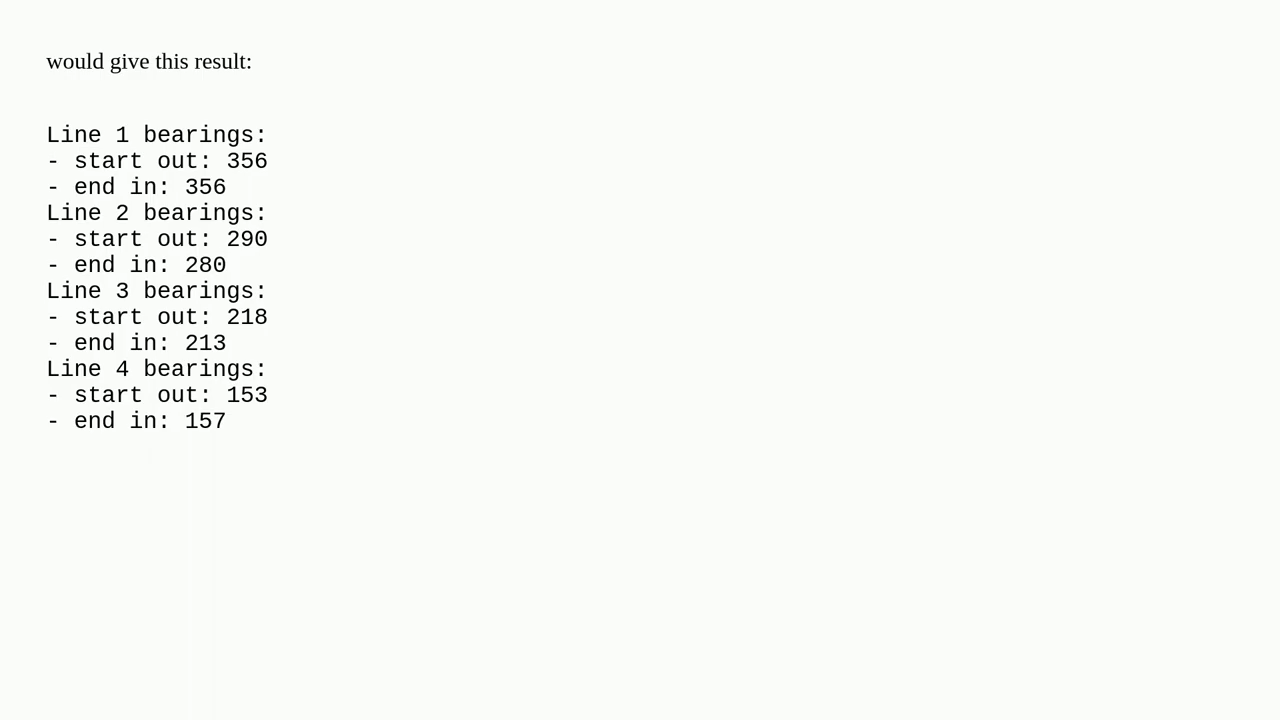 would give this result:
Line 1 bearings:
- start out: 356
- end in: 356
Line 2 bearings:
- start out: 290
- end in: 280
Line 3 bearings:
- start out: 218
- end in: 213
Line 4 bearings:
- start out: 153
- end in: 157